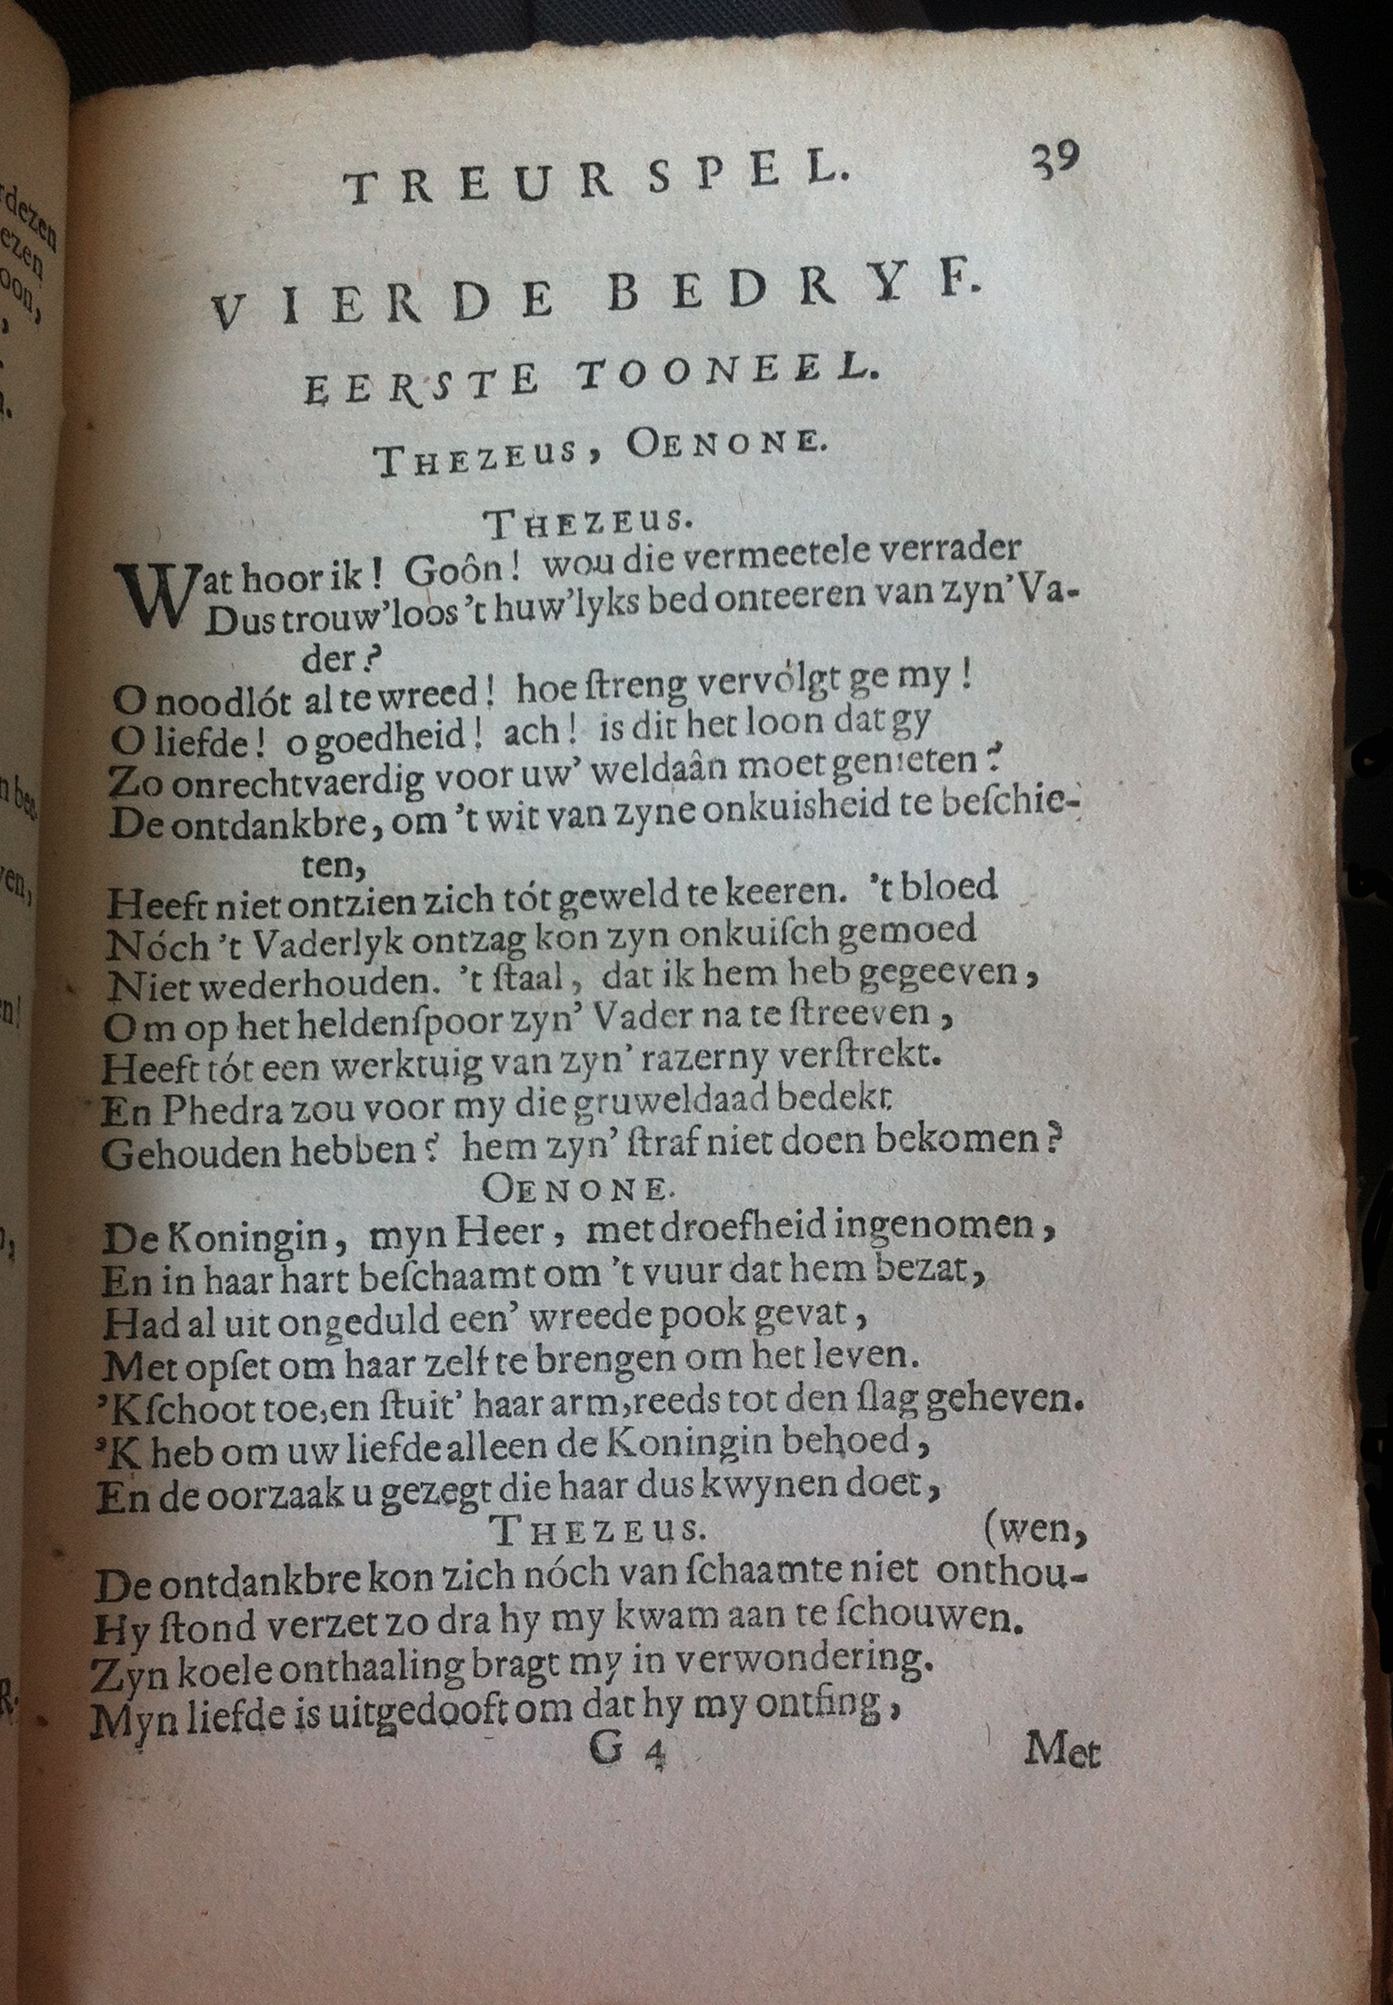 TREURSPEL. 39
VIERDE BEDRYF.
EERSTE TOONEEL.
THEZEUS, OENONE.
THEZEUS.
Wat hoor ik! Goôn! wou die vermeetele verrader
Dus trouw'loos 't huw'lyks bed onteeren van zyn' Va-
der?
O noodlót al te wreed! hoe ſtreng vervólgt ge my!
O liefde! o goedheid! ach! is dit het loon dat gy
Zo onrechtvaerdig voor uw' weldaân moet genieten?
De ontdankbre, om 't wit van zyne onkuisheid te beſchie-
ten,
Heeft niet ontzien zich tót geweld te keeren. 't bloed
Nóch 't Vaderlyk ontzag kon zyn onkuiſch gemoed
Niet wederhouden. 't ſtaal, dat ik hem heb gegeeven,
Om op het heldenſpoor zyn' Vader na te ſtreeven,
Heeft tót een werktuig van zyn' razerny verſtrekt.
En Phedra zou voor my die gruweldaad bedekt
Gehouden hebben? hem zyn' ſtraf niet doen bekomen?
OENONE.
De Koningin, myn Heer, met droefheid ingenomen,
En in haar hart beſchaamt om 't vuur dat hem bezat,
Had al uit ongeduld een' wreede pook gevat,
Met opſet om haar zelf te brengen om het leven.
'K ſchoot toe, en ſtuit' haar arm, reeds tot den ſlag geheven.
'K heb om uw liefde alleen de Koningin behoed,
En de oorzaak u gezegt die haar dus kwynen doet,
THEZEUS. (wen,
De ontdankbre kon zich nóch van ſchaamte niet onthou-
Hy ſtond verzet zo dra hy my kwam aan te ſchouwen.
Zyn koele onthaaling bragt my in verwondering.
Myn liefde is uitgedooft om dat hy my ontfing,
G 4 Met